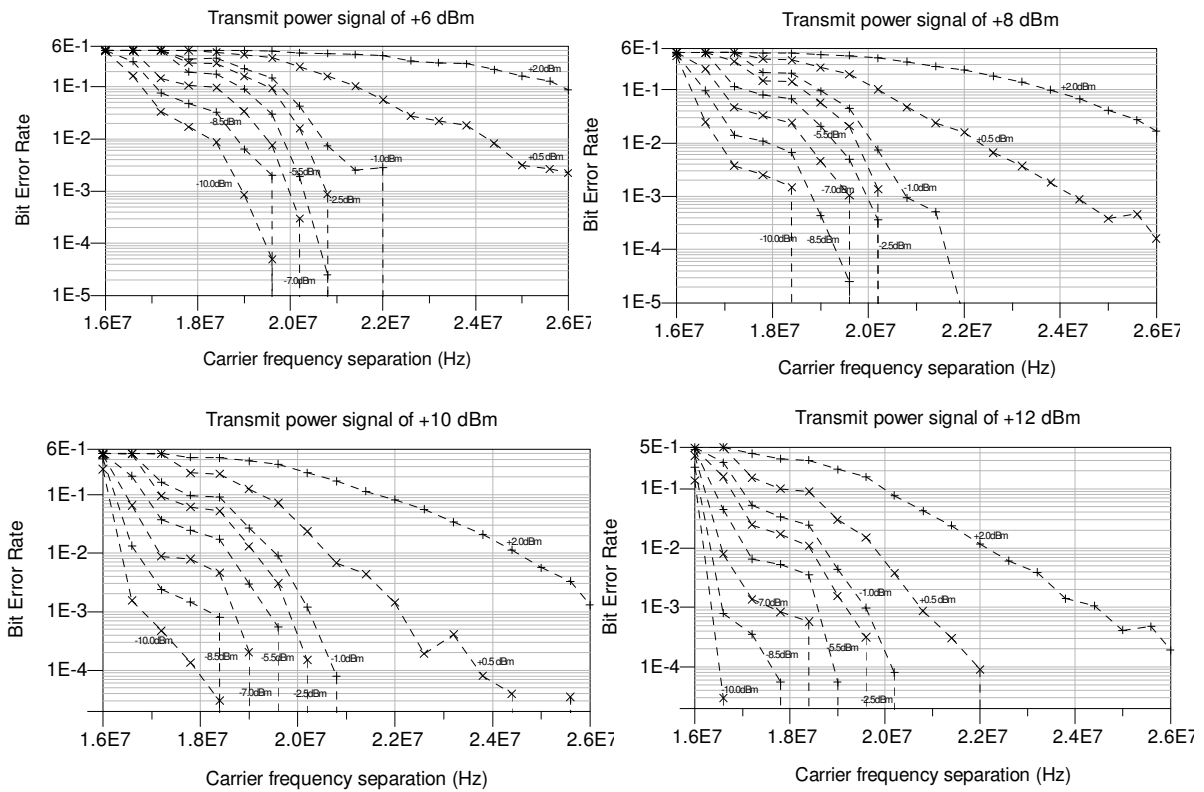 Transmit power signal of +6 dBm
6E-1
1E-1
1E-2
1E-3
1E-4
1E-5
Bit Error Rate
+2.0dBm
+0.5 dBm
-1.0dBm
-2.5dBm
-5.5dBm
-7.0dBm
-8.5dBm
-10.0dBm
1.6E7
1.8E7
2.0E7
2.2E7
2.4E7
2.6E7
Carrier frequency separation (Hz)
Transmit power signal of +8 dBm
6E-1
1E-1
1E-2
1E-3
1E-4
1E-5
Bit Error Rate
+2.0dBm
+0.5 dBm
-1.0dBm
-2.5dBm
-5.5dBm
-7.0dBm
-8.5dBm
-10.0dBm
1.6E7
1.8E7
2.0E7
2.2E7
2.4E7
2.6E7
Carrier frequency separation (Hz)
Transmit power signal of +10 dBm
6E-1
1E-1
1E-2
1E-3
1E-4
Bit Error Rate
+2.0dBm
+0.5 dBm
-1.0dBm
-2.5dBm
-5.5dBm
-7.0dBm
-8.5dBm
-10.0dBm
1.6E7
1.8E7
2.0E7
2.2E7
2.4E7
2.6E7
Carrier frequency separation (Hz)
Transmit power signal of +12 dBm
5E-1
1E-1
1E-2
1E-3
1E-4
Bit Error Rate
+2.0dBm
+0.5 dBm
-1.0dBm
-2.5dBm
-5.5dBm
-7.0dBm
-8.5dBm
-10.0dBm
1.6E7
1.8E7
2.0E7
2.2E7
2.4E7
2.6E7
Carrier frequency separation (Hz)